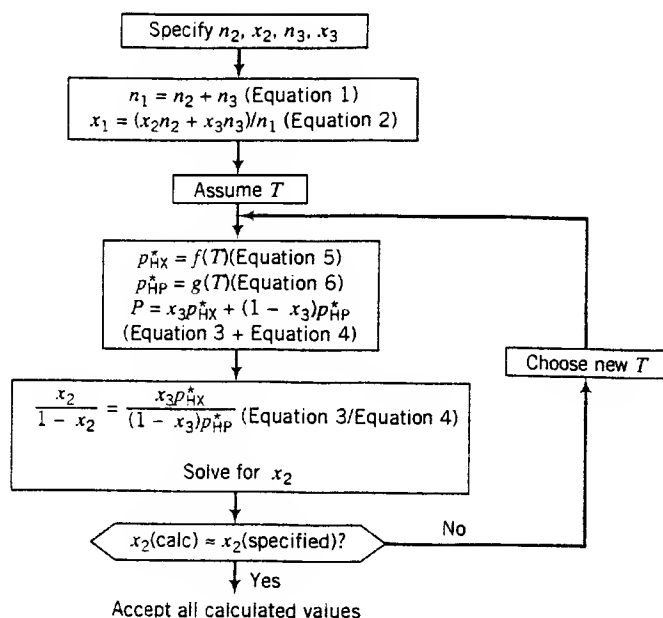 Specify n₂, x₂, n₃, x₃
n₁ = n₂ + n₃ (Equation 1)
x₁ = (x₂n₂ + x₃n₃)/n₁ (Equation 2)
Assume T
p*HX = f(T)(Equation 5)
p*HP = g(T)(Equation 6)
P = x₃p*HX + (1 − x₃)p*HP
(Equation 3 + Equation 4)
Choose new T
x₂/(1 − x₂) = x₃p*HX/((1 − x₃)p*HP) (Equation 3/Equation 4)
Solve for x₂
x₂(calc) ≈ x₂(specified)?
No
Yes
Accept all calculated values